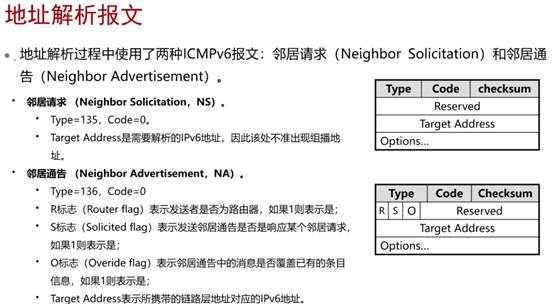 地址解析报文
• 地址解析过程中使用了两种ICMPv6报文：邻居请求（Neighbor Solicitation）和邻居通
告（Neighbor Advertisement）。
• 邻居请求 （Neighbor Solicitation，NS）。
• Type=135，Code=0。
• Target Address是需要解析的IPv6地址，因此该处不准出现组播地
址。
• 邻居通告（Neighbor Advertisement，NA）。
• Type=136，Code=0
• R标志（Router flag）表示发送者是否为路由器，如果1则表示是；
• S标志（Solicited flag）表示发送邻居通告是否是响应某个邻居请求，
如果1则表示是；
• O标志（Overide flag）表示邻居通告中的消息是否覆盖已有的条目
信息，如果1则表示是；
• Target Address表示所携带的链路层地址对应的IPv6地址。
Type Code checksum
Reserved
Target Address
Options...
Type Code Checksum
R S O Reserved
Target Address
Options...